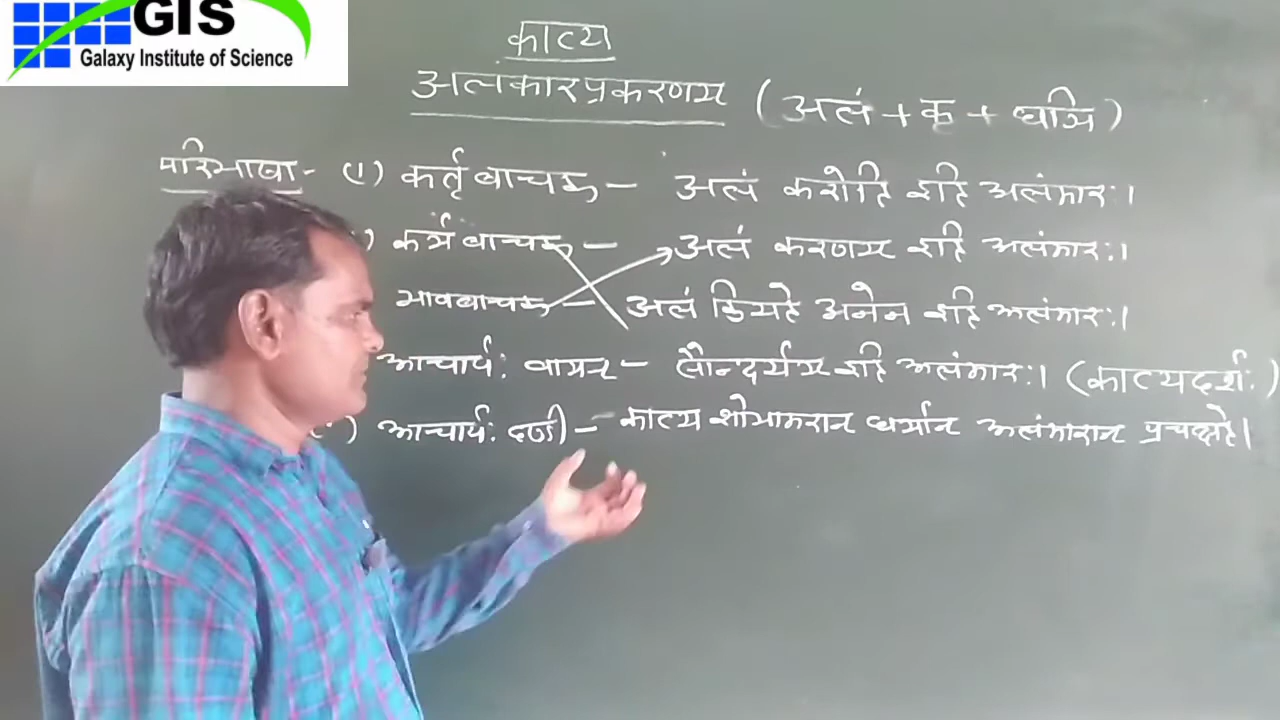 GIS
Galaxy Institute of Science
काव्य
अलंकारप्रकरणम् (अलं + कृ + घञि)
परिभाषा - (१) कर्तृवाचक - अलं करोति इति अलंकारः।
) कर्मवाचक - अलं करणम् इति अलंकारः।
भाववाचक - अलं क्रियते अनेन इति अलंकारः।
आचार्यः वामन - सौन्दर्यम् इति अलंकारः। (काव्यदर्शः)
) आचार्यः दण्डी - काव्य शोभाकरान् धर्मान् अलंकारान् प्रचक्षते।